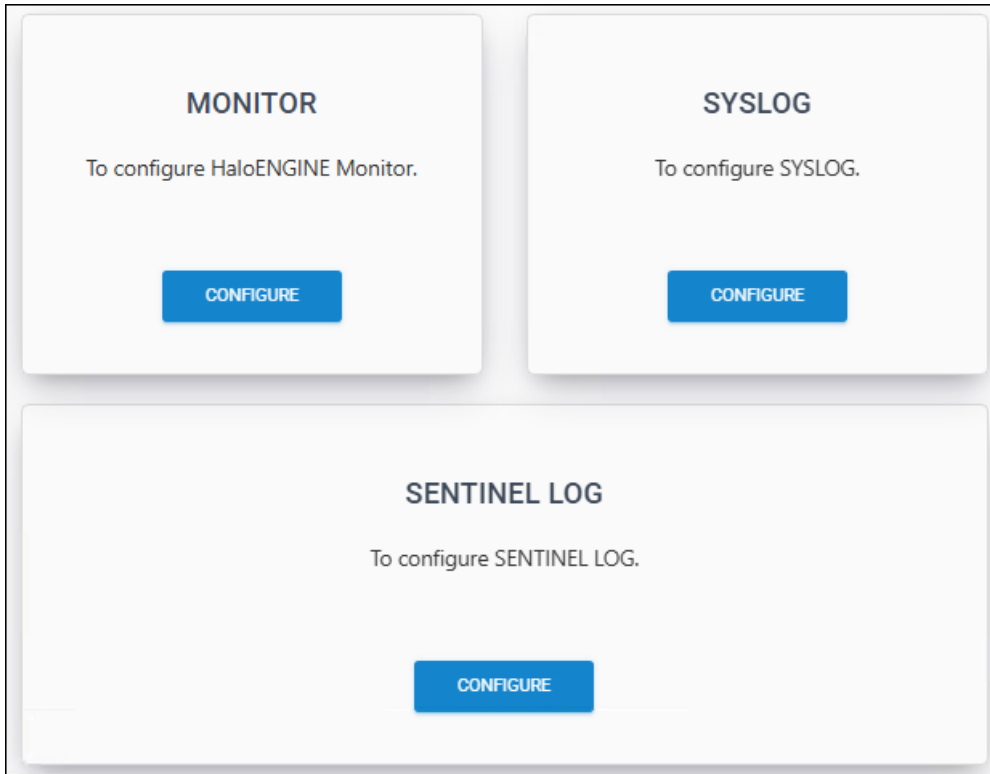 MONITOR
To configure HaloENGINE Monitor.
CONFIGURE
SYSLOG
To configure SYSLOG.
CONFIGURE
SENTINEL LOG
To configure SENTINEL LOG.
CONFIGURE